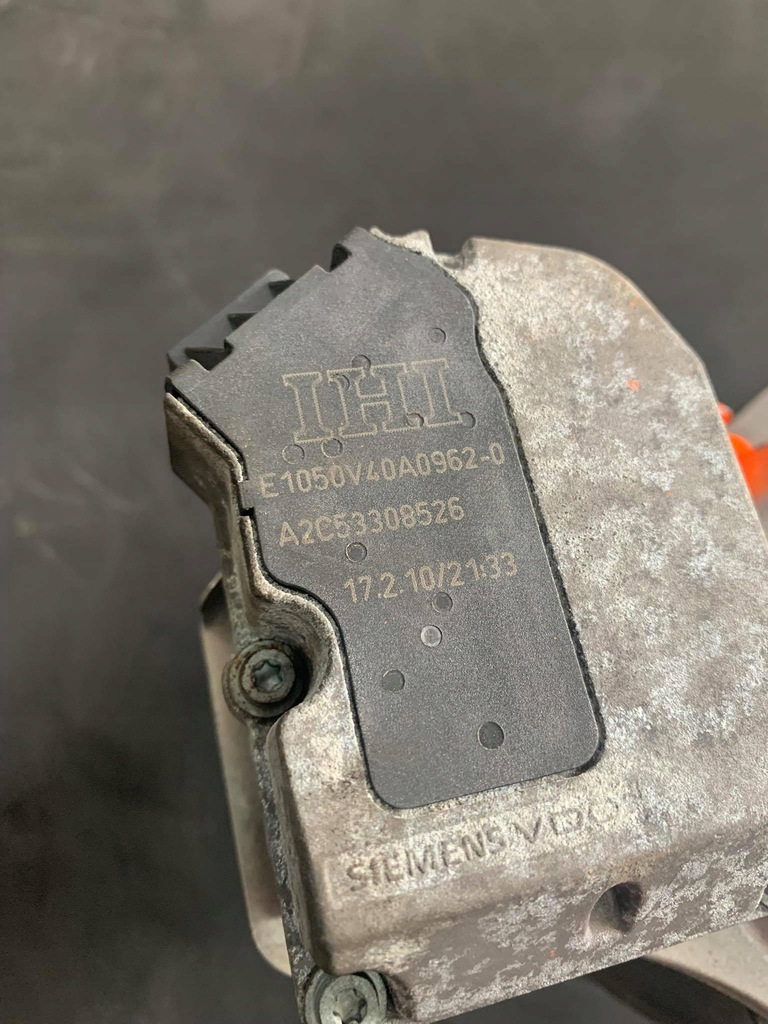 IHI
E1050V40A0962-0
A2C53308526
17.2.10/21:33
SIEMENS VDO